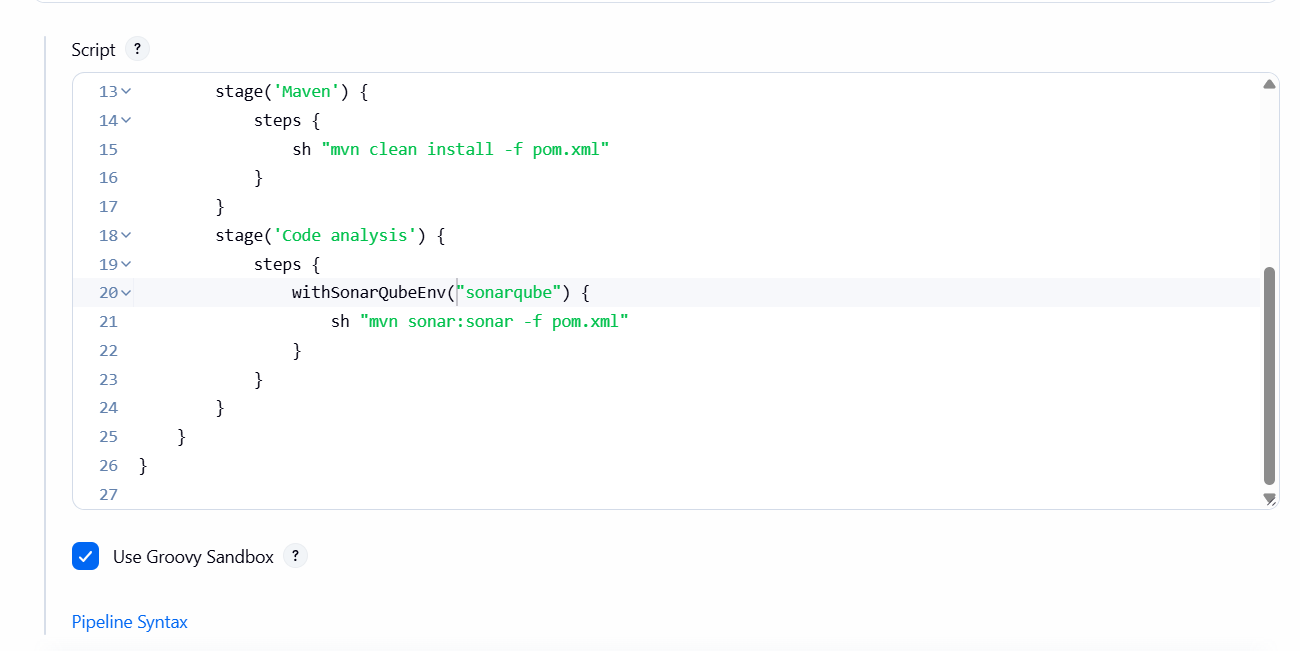 Script ?
13 stage('Maven') {
14 steps {
15 sh "mvn clean install -f pom.xml"
16 }
17 }
18 stage('Code analysis') {
19 steps {
20 withSonarQubeEnv("sonarqube") {
21 sh "mvn sonar:sonar -f pom.xml"
22 }
23 }
24 }
25 }
26 }
27
Use Groovy Sandbox ?
Pipeline Syntax